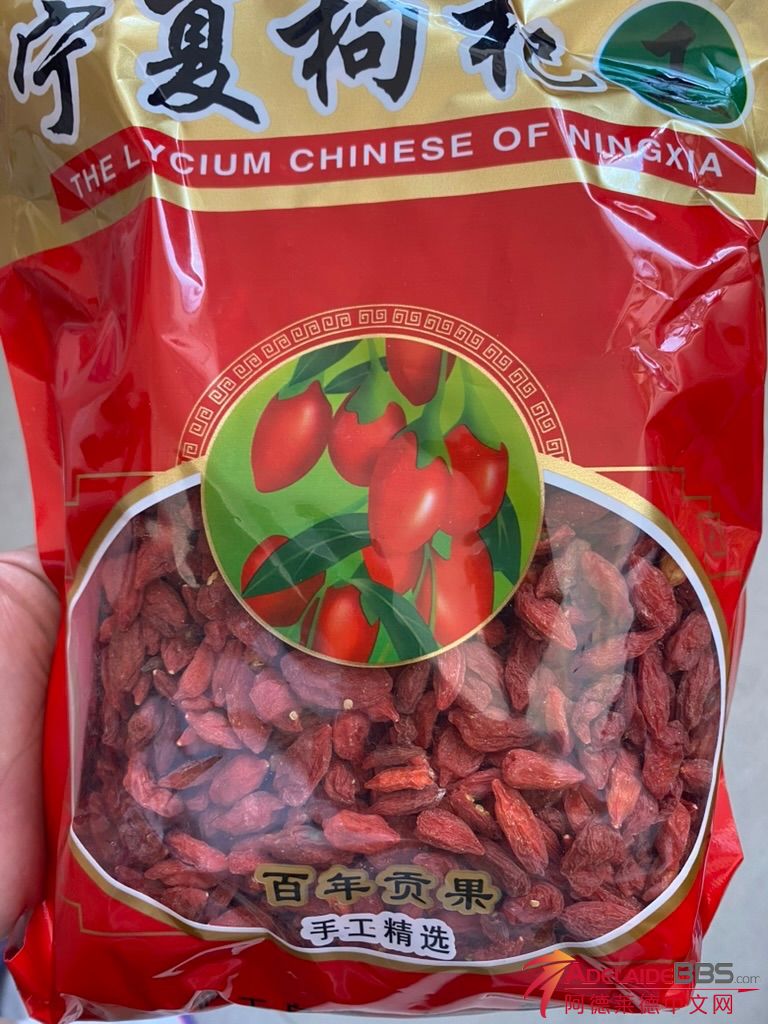 宁夏枸杞
THE LYCIUM CHINESE OF NINGXIA
百年贡果
手工精选
ADELAIDEBBS.com
阿德莱德中文网